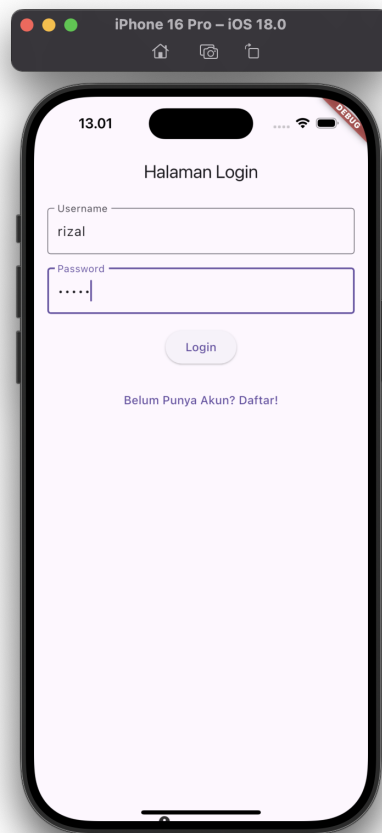 iPhone 16 Pro – iOS 18.0
13.01
DEBUG
Halaman Login
Username
rizal
Password
•••••
Login
Belum Punya Akun? Daftar!